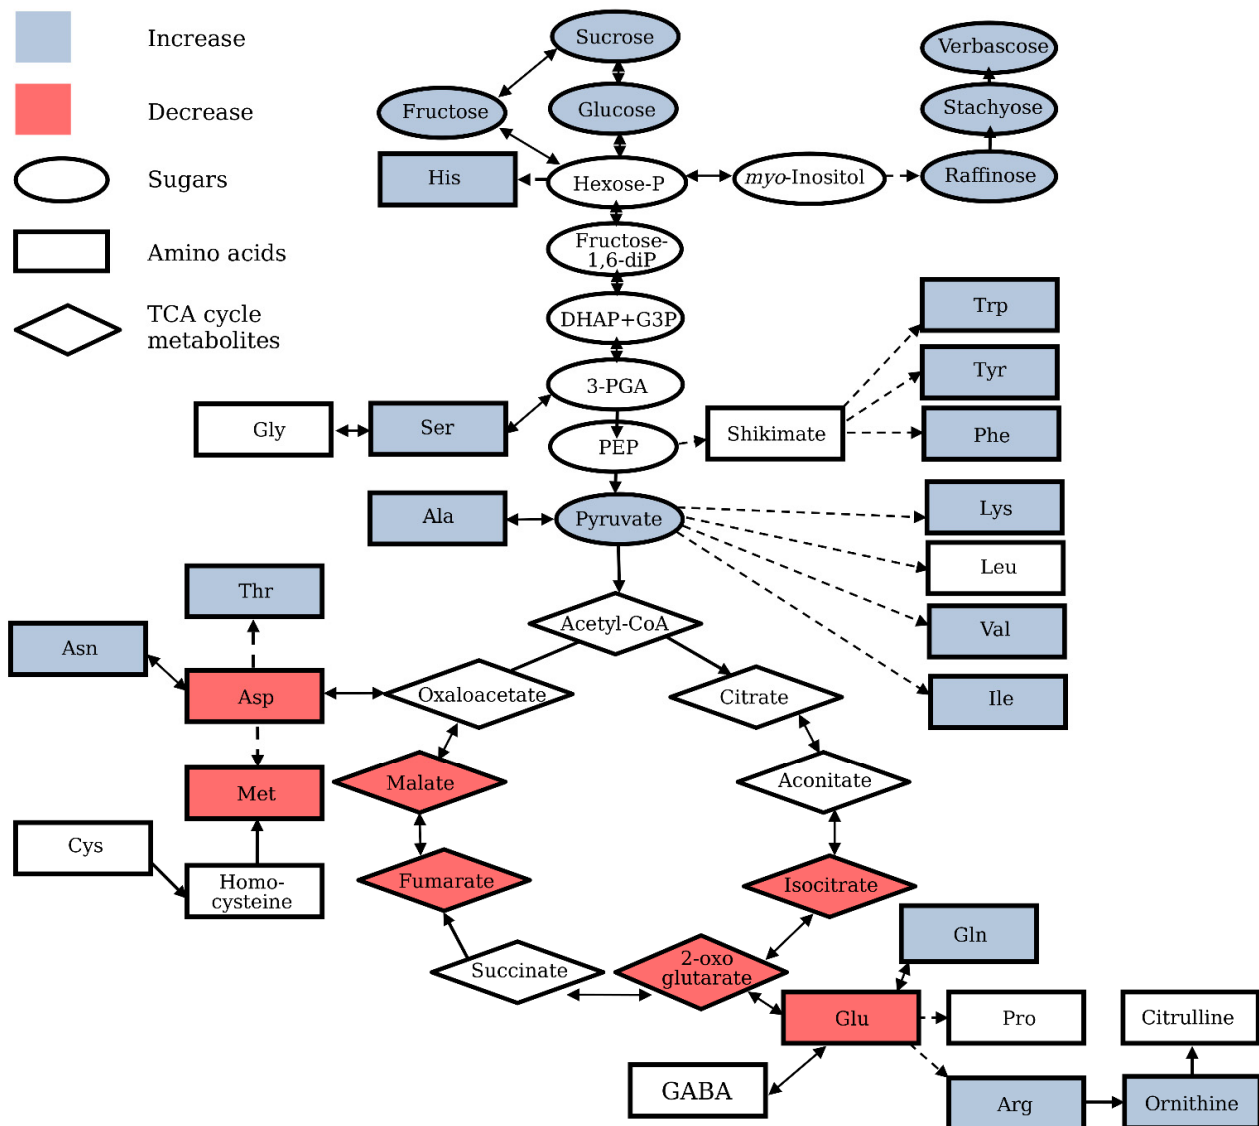 Increase
Decrease
Sugars
Amino acids
TCA cycle
metabolites
Sucrose
Verbascose
Fructose
Glucose
Stachyose
His
Hexose-P
myo-Inositol
Raffinose
Fructose-
1,6-diP
DHAP+G3P
Trp
3-PGA
Tyr
Gly
Ser
PEP
Shikimate
Phe
Ala
Pyruvate
Lys
Leu
Thr
Acetyl-CoA
Val
Asn
Asp
Oxaloacetate
Citrate
Ile
Met
Malate
Aconitate
Cys
Homo-
cysteine
Fumarate
Isocitrate
Gln
Succinate
2-oxo
glutarate
Glu
Pro
Citrulline
GABA
Arg
Ornithine